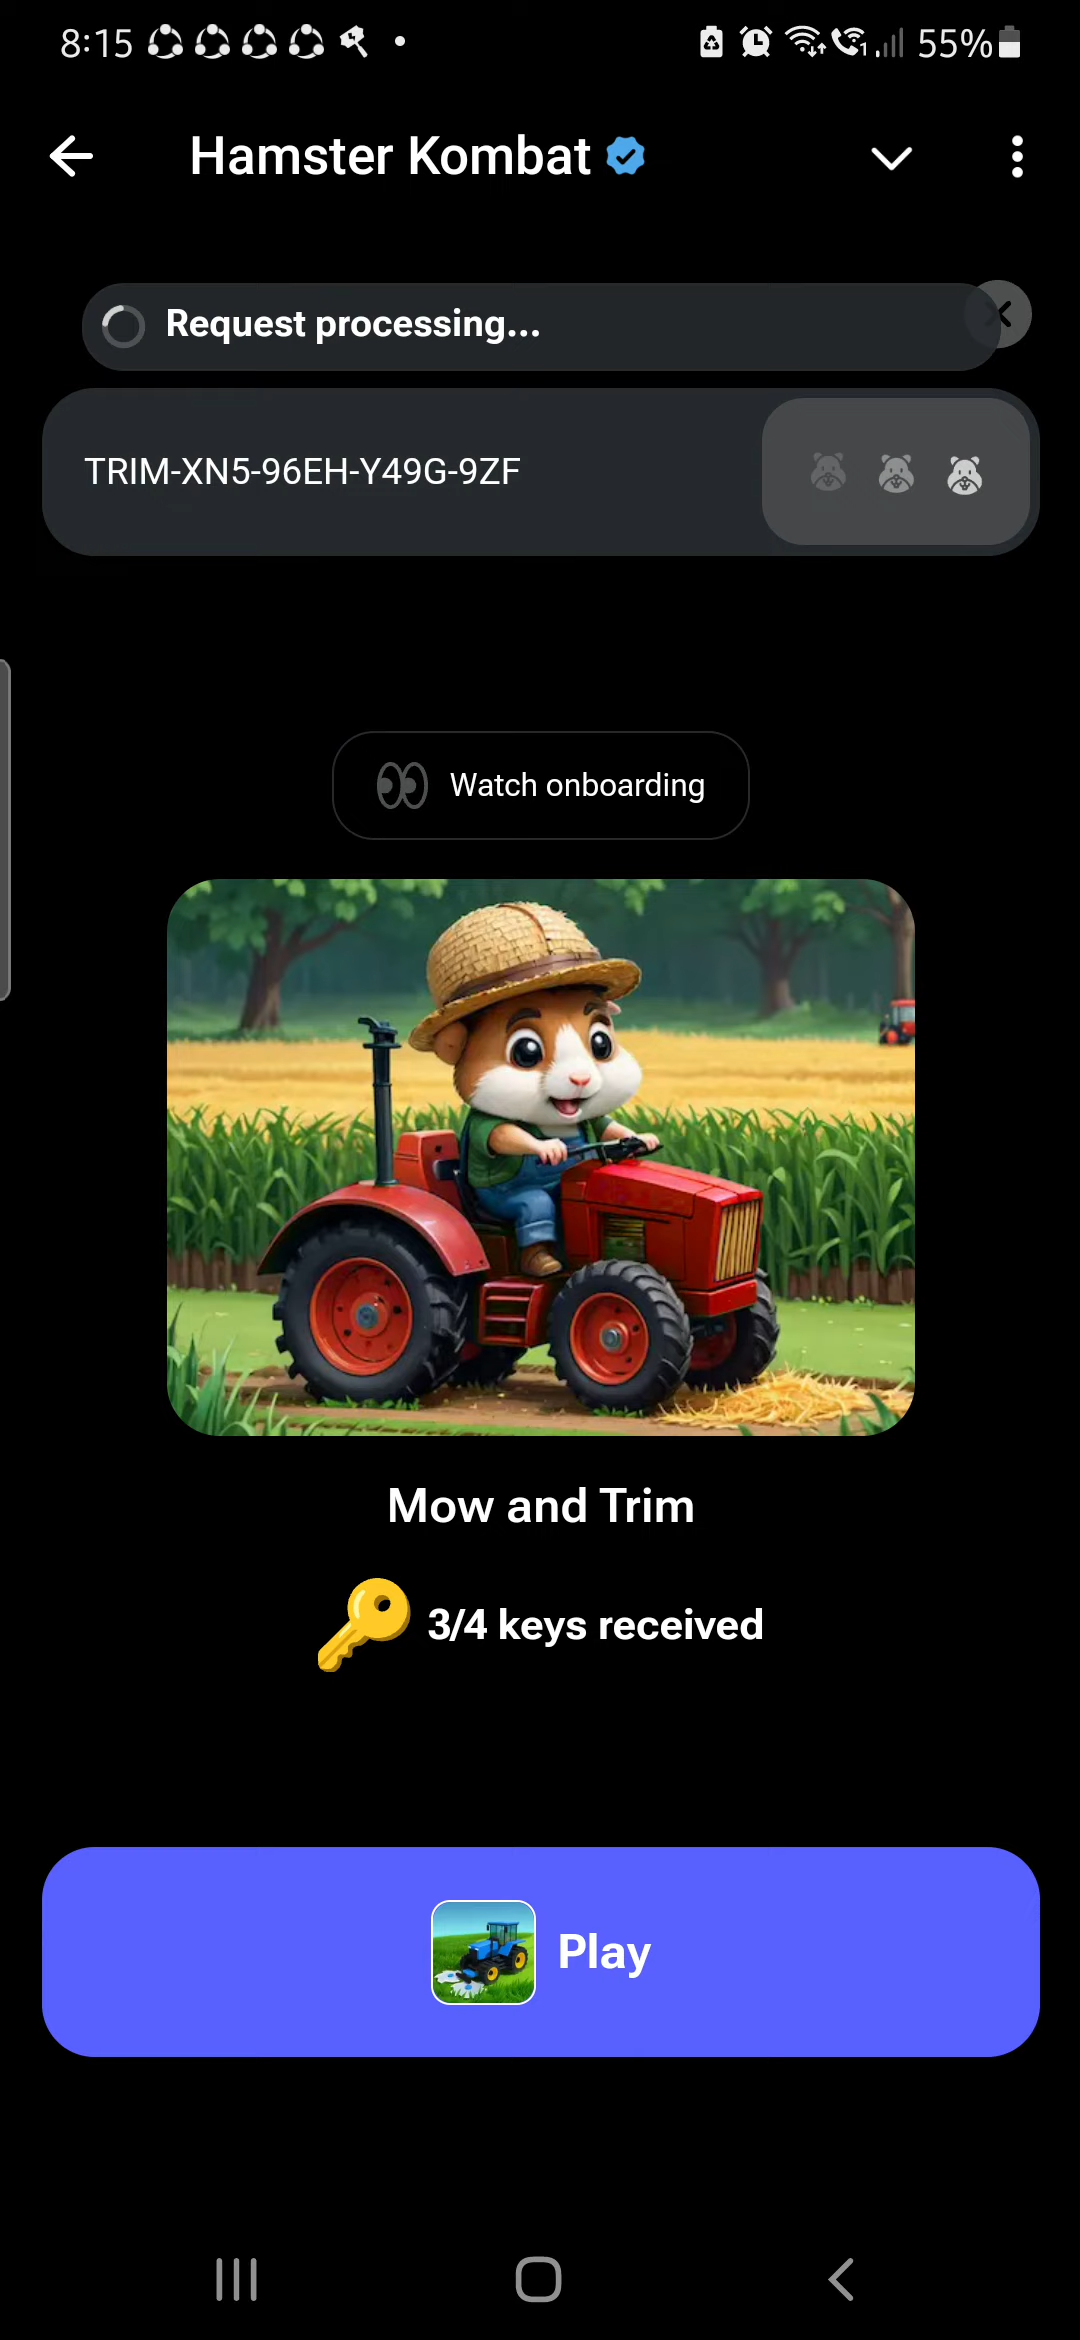 8:15
55%
Hamster Kombat
Request processing...
TRIM-XN5-96EH-Y49G-9ZF
Watch onboarding
Mow and Trim
3/4 keys received
Play